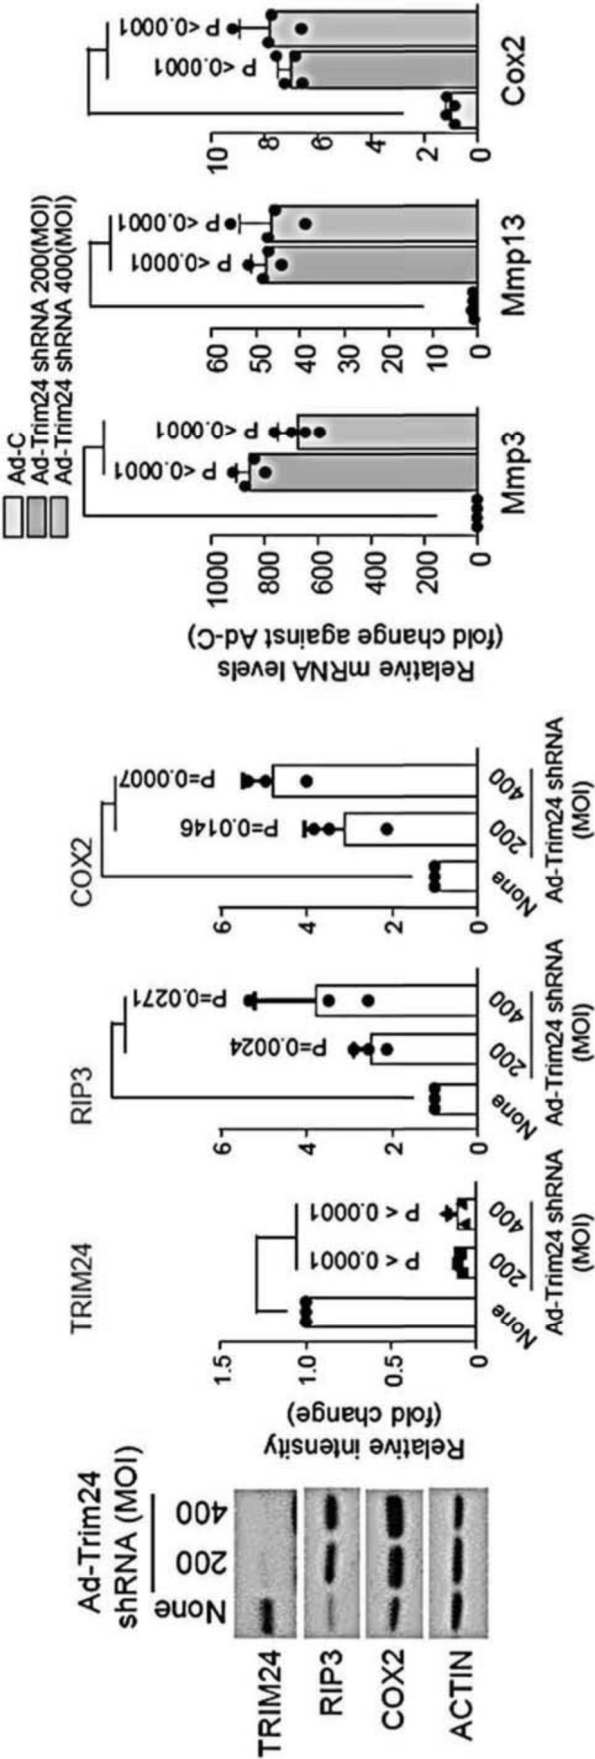 Ad-Trim24
shRNA (MOI)
None
200
400
TRIM24
RIP3
COX2
ACTIN
Relative intensity
(fold change)
TRIM24
1.5
1.0
0.5
0
P < 0.0001
P < 0.0001
None
200
400
Ad-Trim24 shRNA
(MOI)
RIP3
6
4
2
0
P=0.0024
P=0.0271
None
200
400
Ad-Trim24 shRNA
(MOI)
COX2
6
4
2
0
P=0.0146
P=0.0007
None
200
400
Ad-Trim24 shRNA
(MOI)
Ad-C
Ad-Trim24 shRNA 200(MOI)
Ad-Trim24 shRNA 400(MOI)
Relative mRNA levels
(fold change against Ad-C)
1000
800
600
400
200
0
P <0.0001
P <0.0001
Mmp3
60
50
40
30
20
10
0
P <0.0001
P <0.0001
Mmp13
10
8
6
4
2
0
P <0.0001
P <0.0001
Cox2